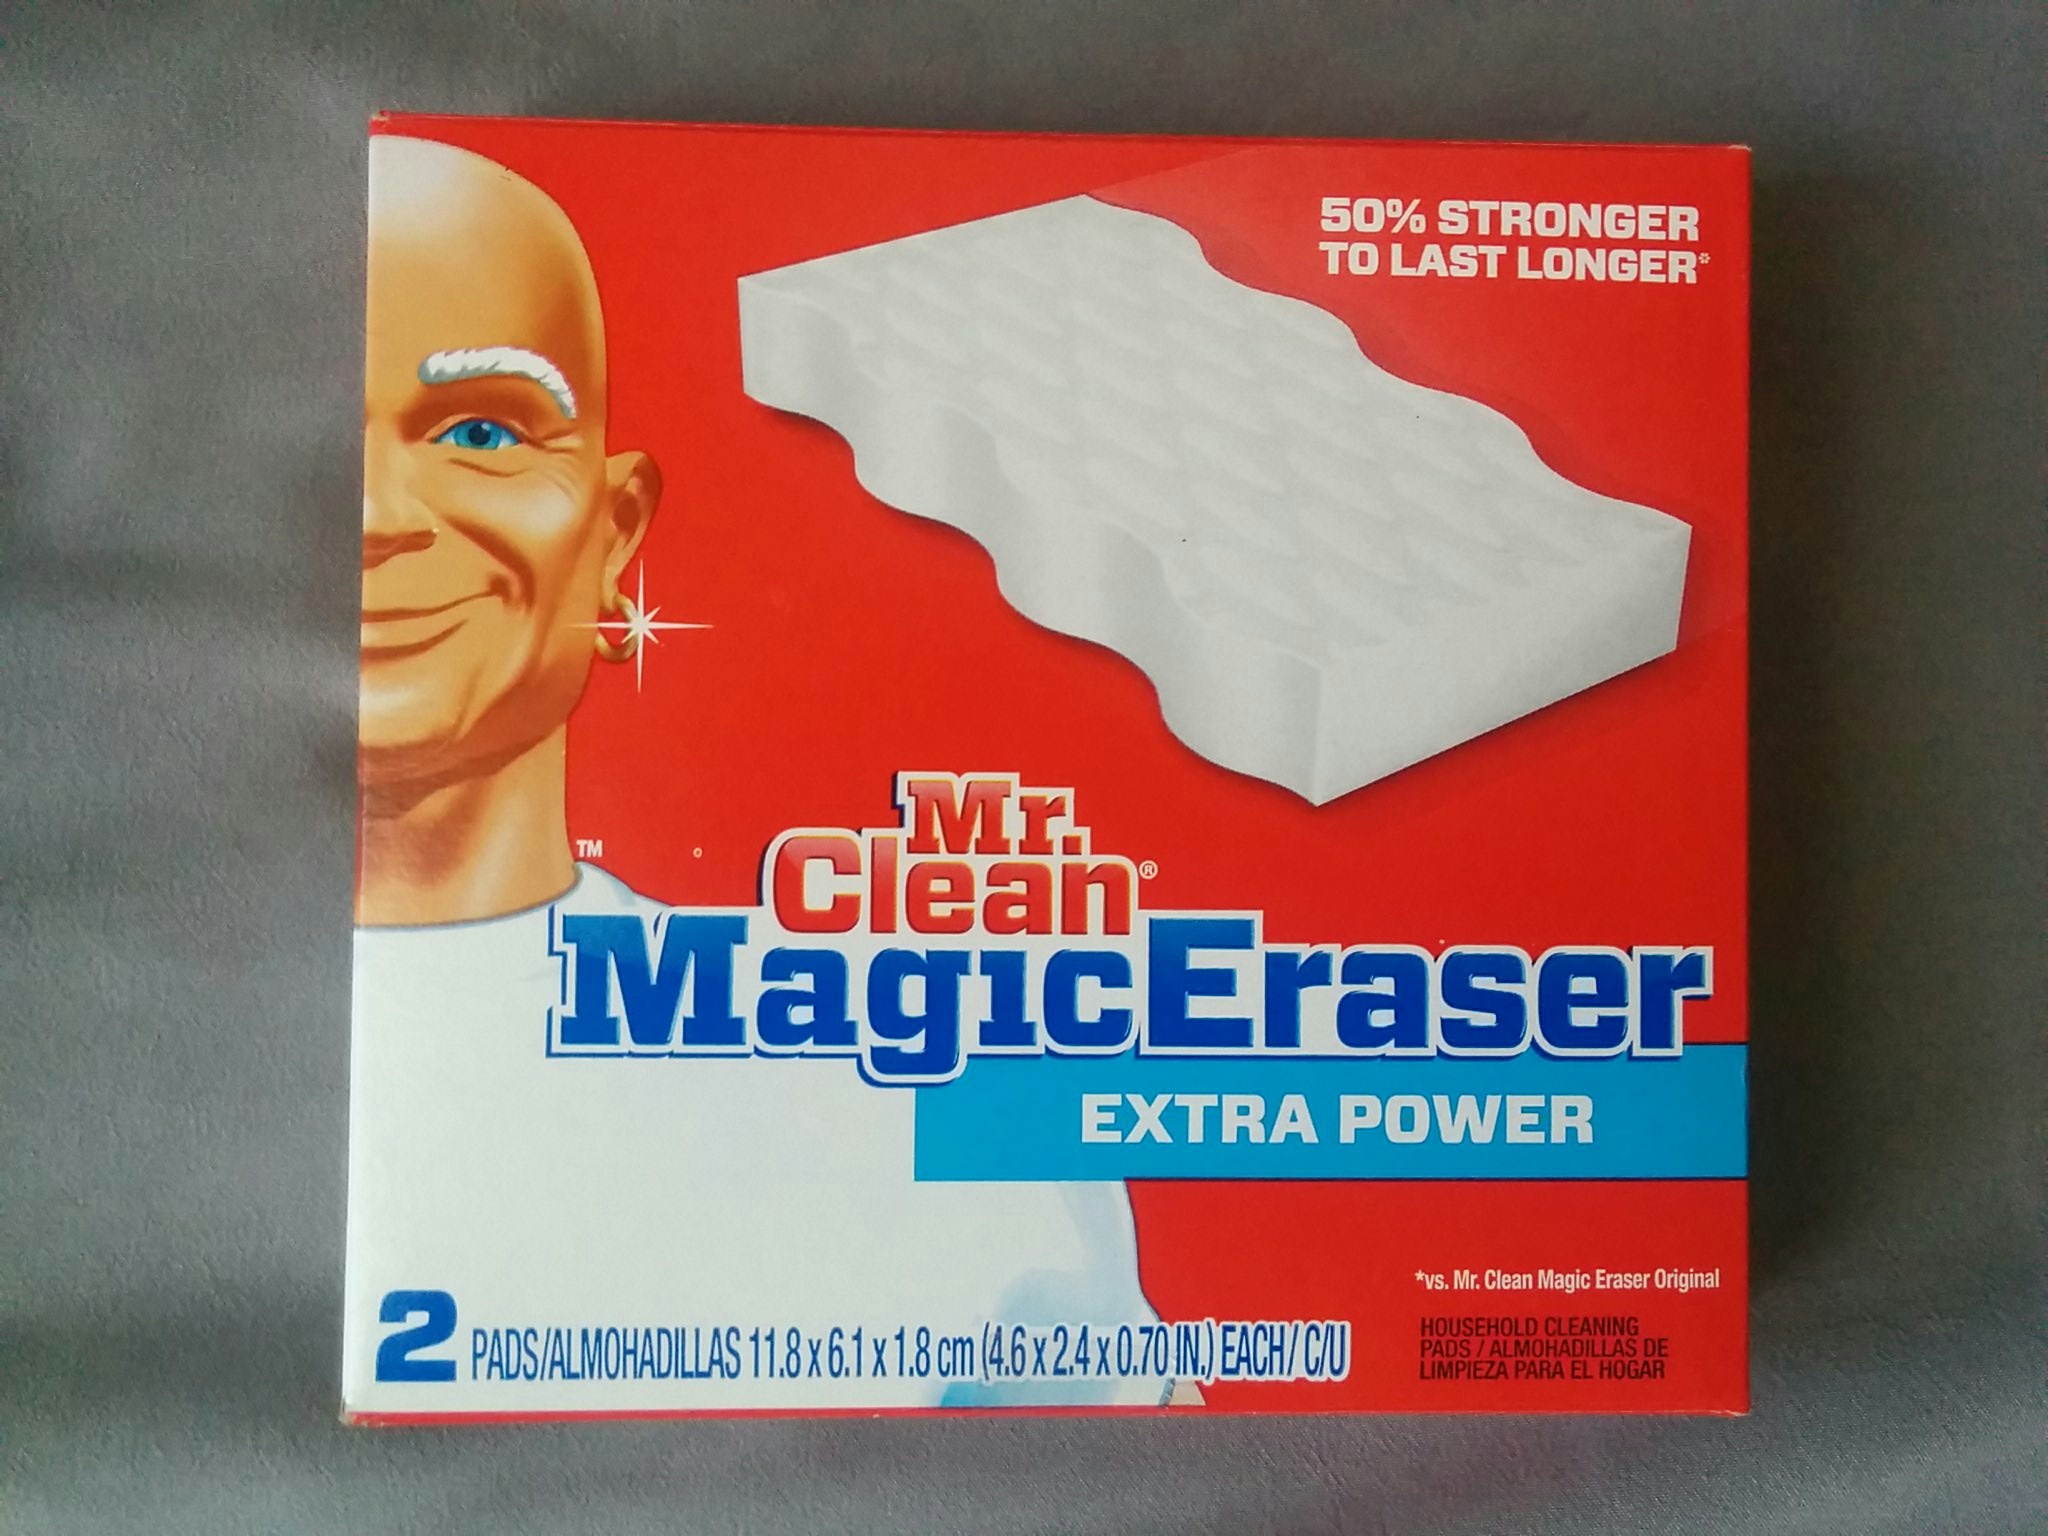 50% STRONGER
TO LAST LONGER*
TM
Mr.
Clean®
MagicEraser
EXTRA POWER
*vs. Mr. Clean Magic Eraser Original
2 PADS/ALMOHADILLAS 11.8 x 6.1 x 1.8 cm (4.6 x 2.4 x 0.70 IN.) EACH/ C/U
HOUSEHOLD CLEANING
PADS / ALMOHADILLAS DE
LIMPIEZA PARA EL HOGAR